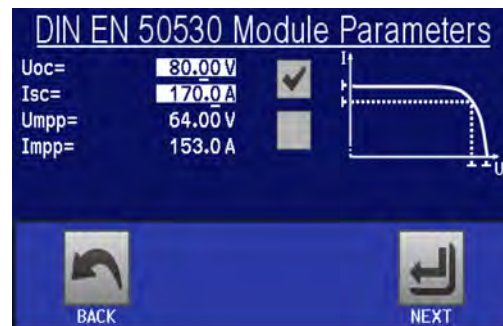 DIN EN 50530 Module Parameters
Uoc= 80.00 V
Isc= 170.0 A
Umpp= 64.00 V
Impp= 153.0 A
I
U
BACK
NEXT